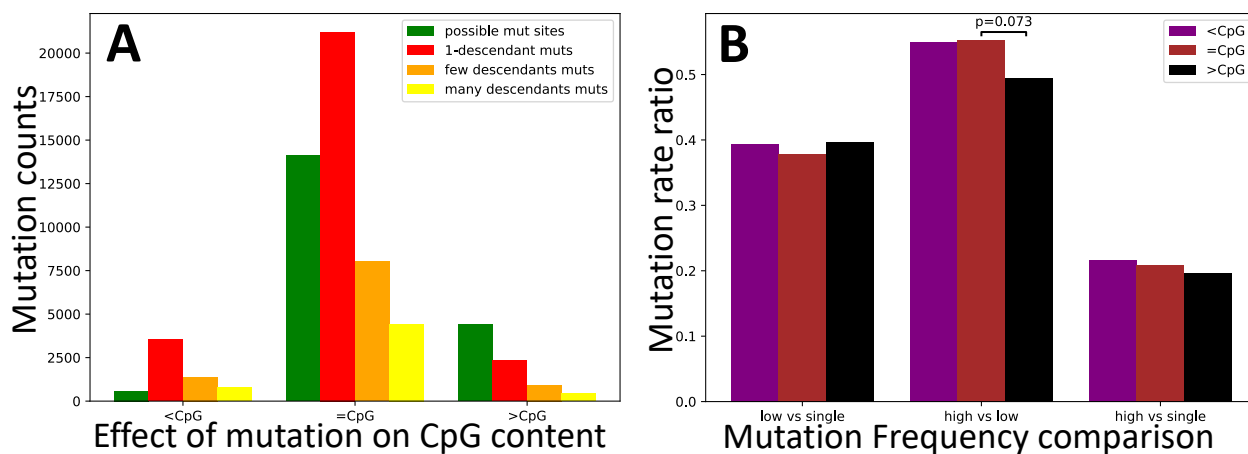 A
possible mut sites
1-descendant muts
few descendants muts
many descendants muts
Mutation counts
20000
17500
15000
12500
10000
7500
5000
2500
0
<CpG
=CpG
>CpG
Effect of mutation on CpG content
B
p=0.073
<CpG
=CpG
>CpG
Mutation rate ratio
0.5
0.4
0.3
0.2
0.1
0.0
low vs single
high vs low
high vs single
Mutation Frequency comparison